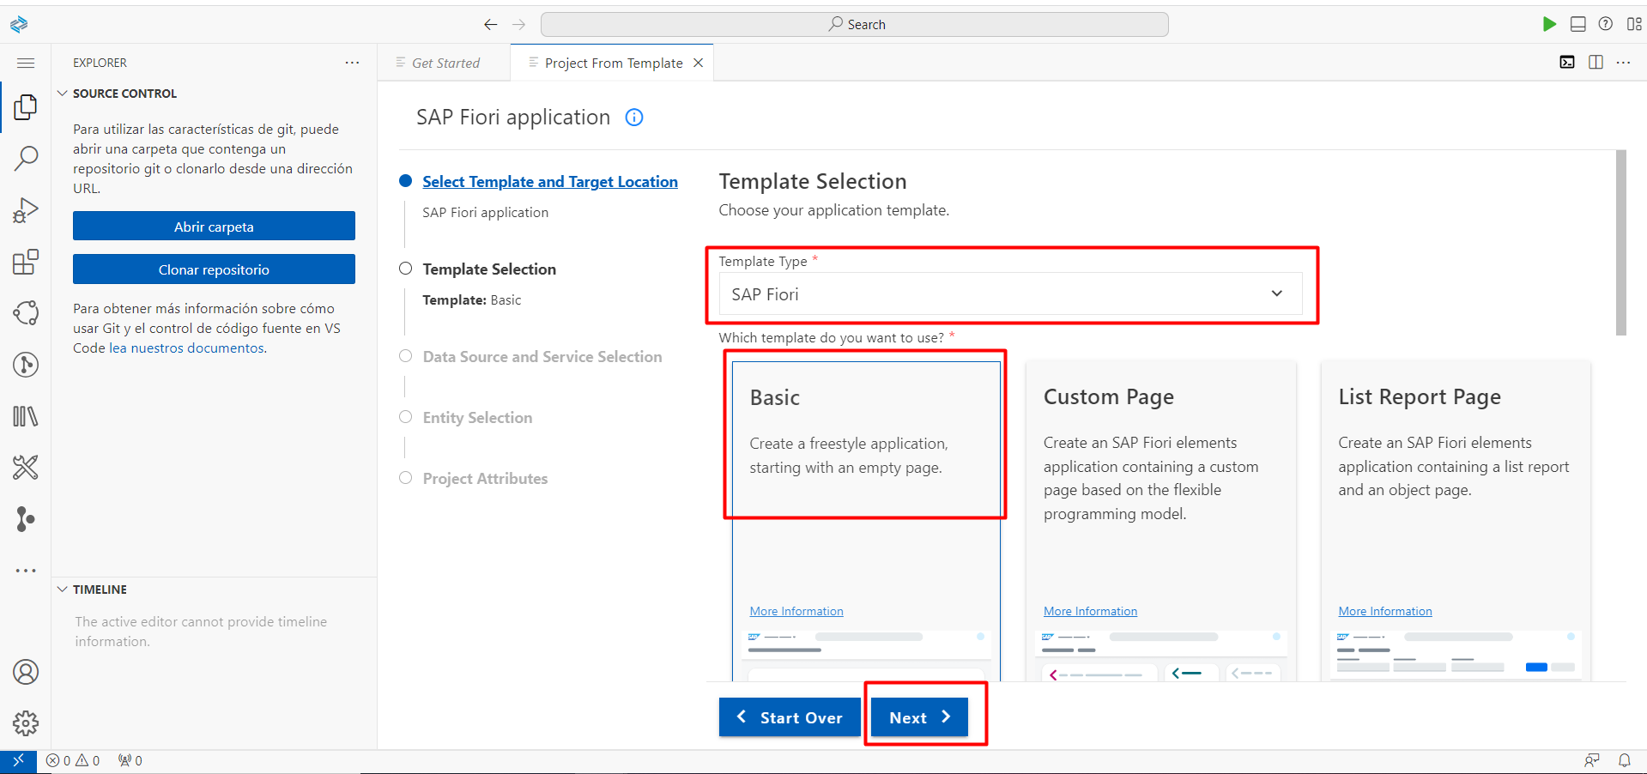 Search
EXPLORER
SOURCE CONTROL
Para utilizar las características de git, puede
abrir una carpeta que contenga un
repositorio git o clonarlo desde una dirección
URL.
Abrir carpeta
Clonar repositorio
Para obtener más información sobre cómo
usar Git y el control de código fuente en VS
Code lea nuestros documentos.
TIMELINE
The active editor cannot provide timeline
information.
Get Started
Project From Template
SAP Fiori application
Select Template and Target Location
SAP Fiori application
Template Selection
Template: Basic
Data Source and Service Selection
Entity Selection
Project Attributes
Template Selection
Choose your application template.
Template Type *
SAP Fiori
Which template do you want to use? *
Basic
Create a freestyle application,
starting with an empty page.
More Information
SAP
Custom Page
Create an SAP Fiori elements
application containing a custom
page based on the flexible
programming model.
More Information
SAP
List Report Page
Create an SAP Fiori elements
application containing a list report
and an object page.
More Information
SAP
Start Over
Next
0 0 0